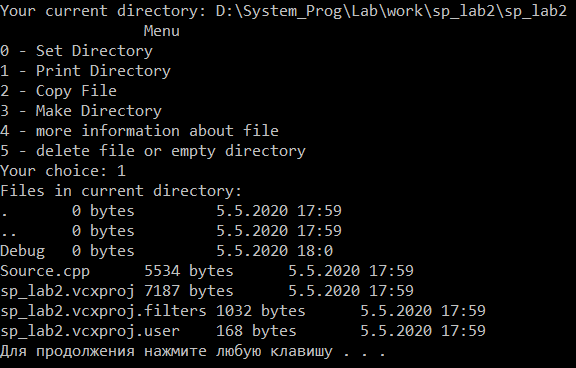 Your current directory: D:\System_Prog\Lab\work\sp_lab2\sp_lab2
Menu
0 - Set Directory
1 - Print Directory
2 - Copy File
3 - Make Directory
4 - more information about file
5 - delete file or empty directory
Your choice: 1
Files in current directory:
. 0 bytes 5.5.2020 17:59
.. 0 bytes 5.5.2020 17:59
Debug 0 bytes 5.5.2020 18:0
Source.cpp 5534 bytes 5.5.2020 17:59
sp_lab2.vcxproj 7187 bytes 5.5.2020 17:59
sp_lab2.vcxproj.filters 1032 bytes 5.5.2020 17:59
sp_lab2.vcxproj.user 168 bytes 5.5.2020 17:59
Для продолжения нажмите любую клавишу . . .